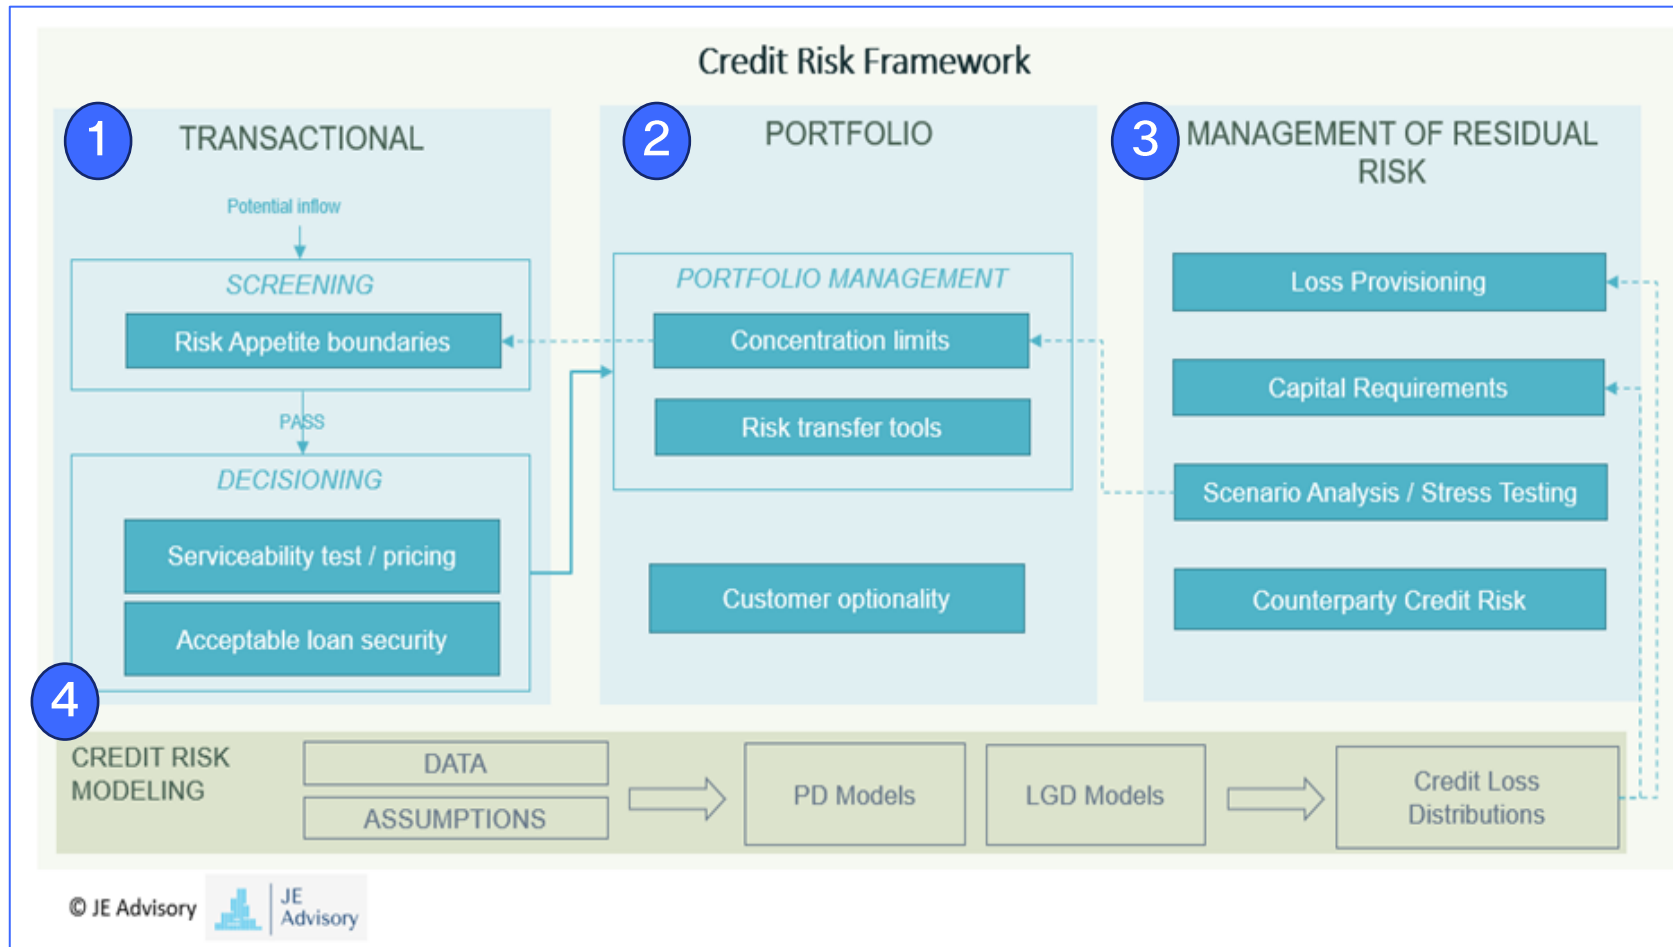 Credit Risk Framework
1
TRANSACTIONAL
Potential inflow
SCREENING
Risk Appetite boundaries
PASS
DECISIONING
Serviceability test / pricing
Acceptable loan security
2
PORTFOLIO
PORTFOLIO MANAGEMENT
Concentration limits
Risk transfer tools
Customer optionality
3
MANAGEMENT OF RESIDUAL
RISK
Loss Provisioning
Capital Requirements
Scenario Analysis / Stress Testing
Counterparty Credit Risk
4
CREDIT RISK
MODELING
DATA
ASSUMPTIONS
PD Models
LGD Models
Credit Loss
Distributions
© JE Advisory
JE
Advisory